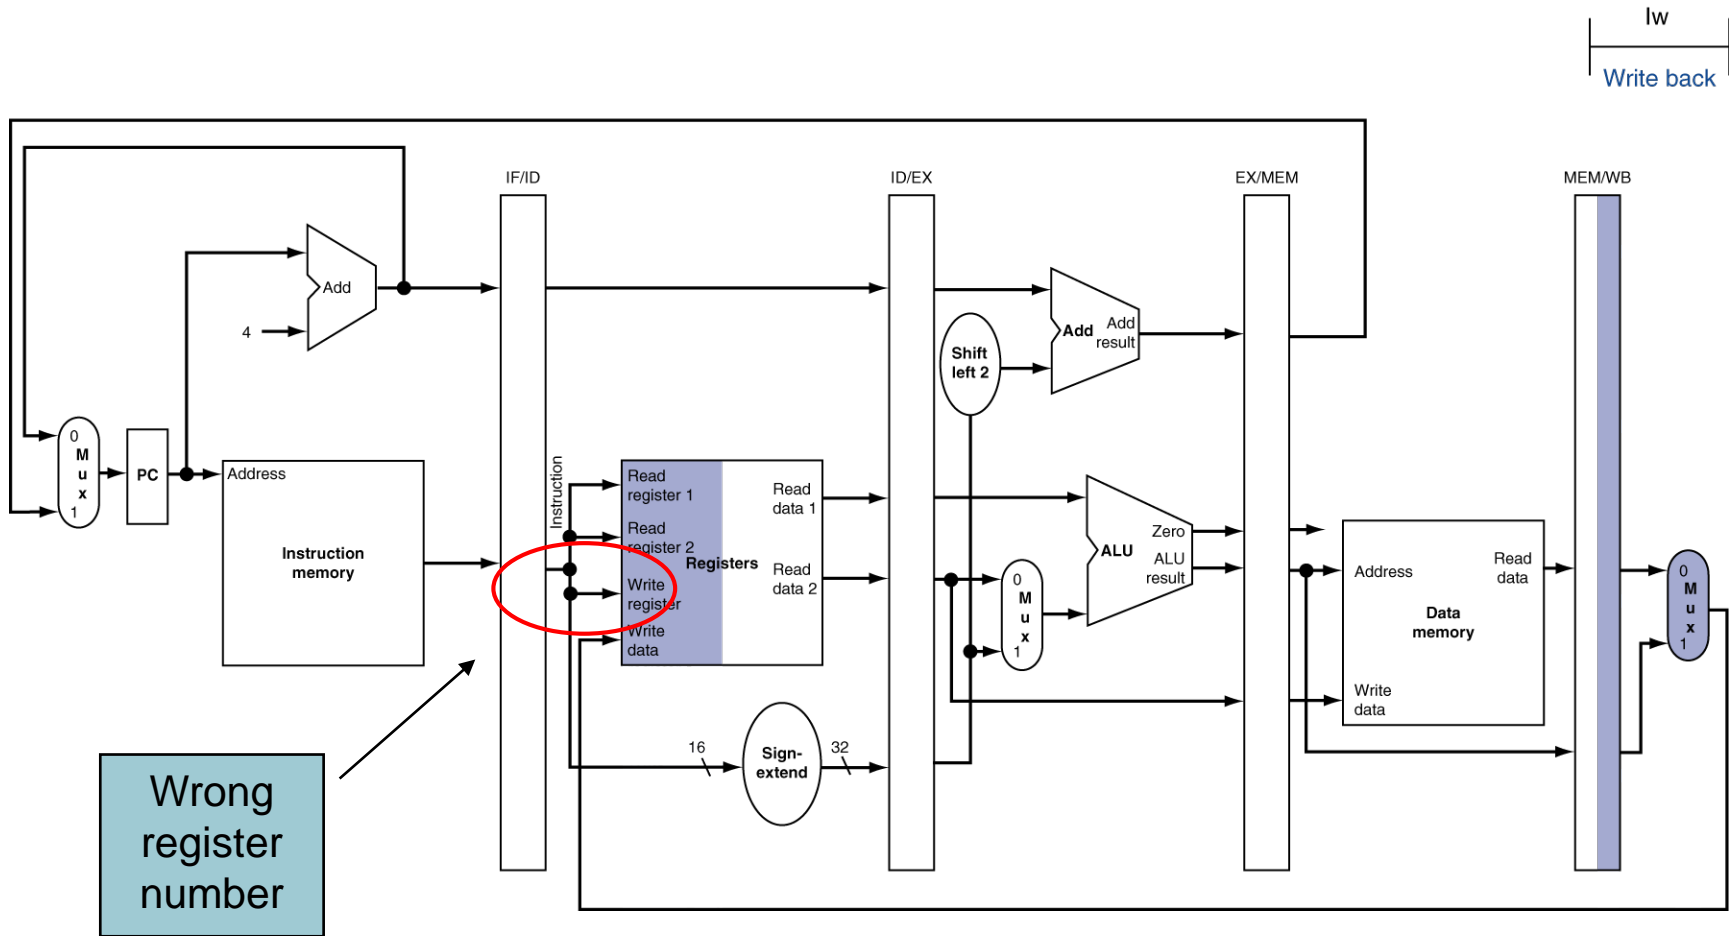 lw
Write back
IF/ID
ID/EX
EX/MEM
MEM/WB
Add
4
Shift
left 2
Add
Add
result
0
M
u
x
1
PC
Address
Instruction
memory
Instruction
Read
register 1
Read
register 2
Write
register
Write
data
Registers
Read
data 1
Read
data 2
0
M
u
x
1
Zero
ALU
ALU
result
Address
Read
data
Data
memory
Write
data
0
M
u
x
1
16
Sign-
extend
32
Wrong
register
number